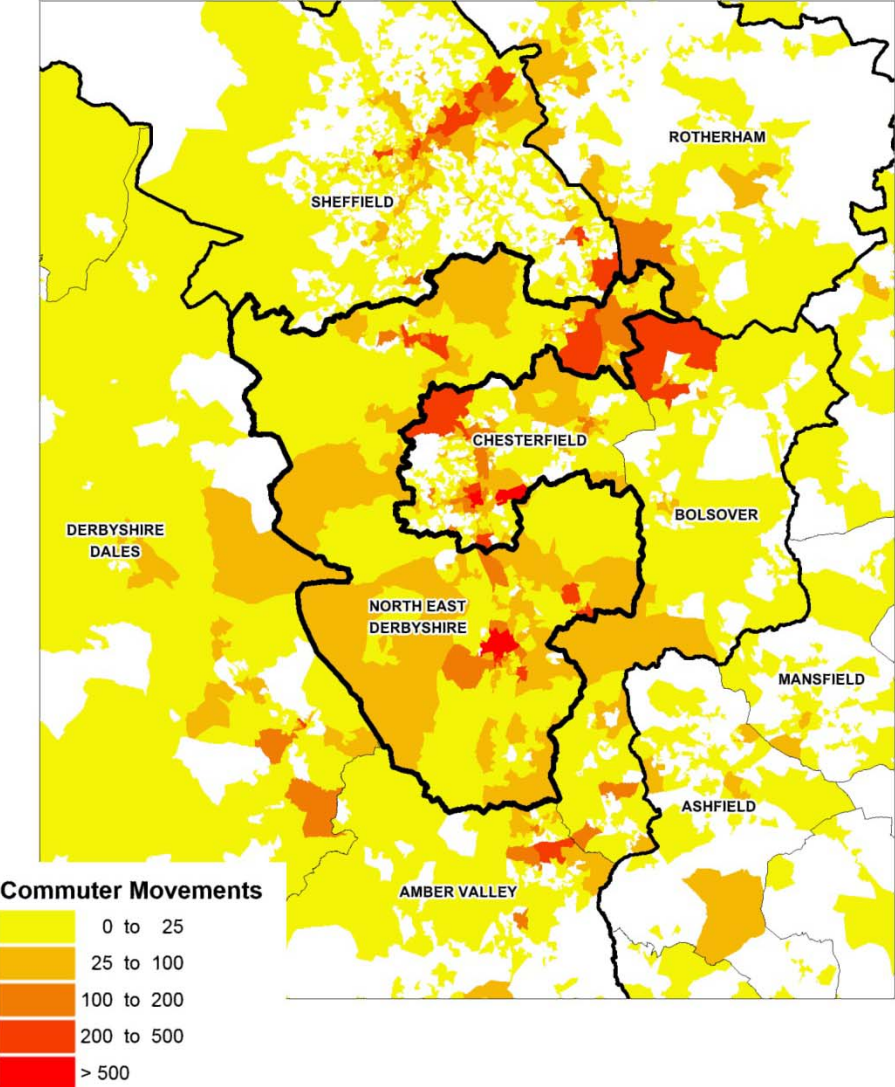 ROTHERHAM
SHEFFIELD
CHESTERFIELD
BOLSOVER
DERBYSHIRE
DALES
NORTH EAST
DERBYSHIRE
MANSFIELD
ASHFIELD
AMBER VALLEY
Commuter Movements
0 to 25
25 to 100
100 to 200
200 to 500
> 500